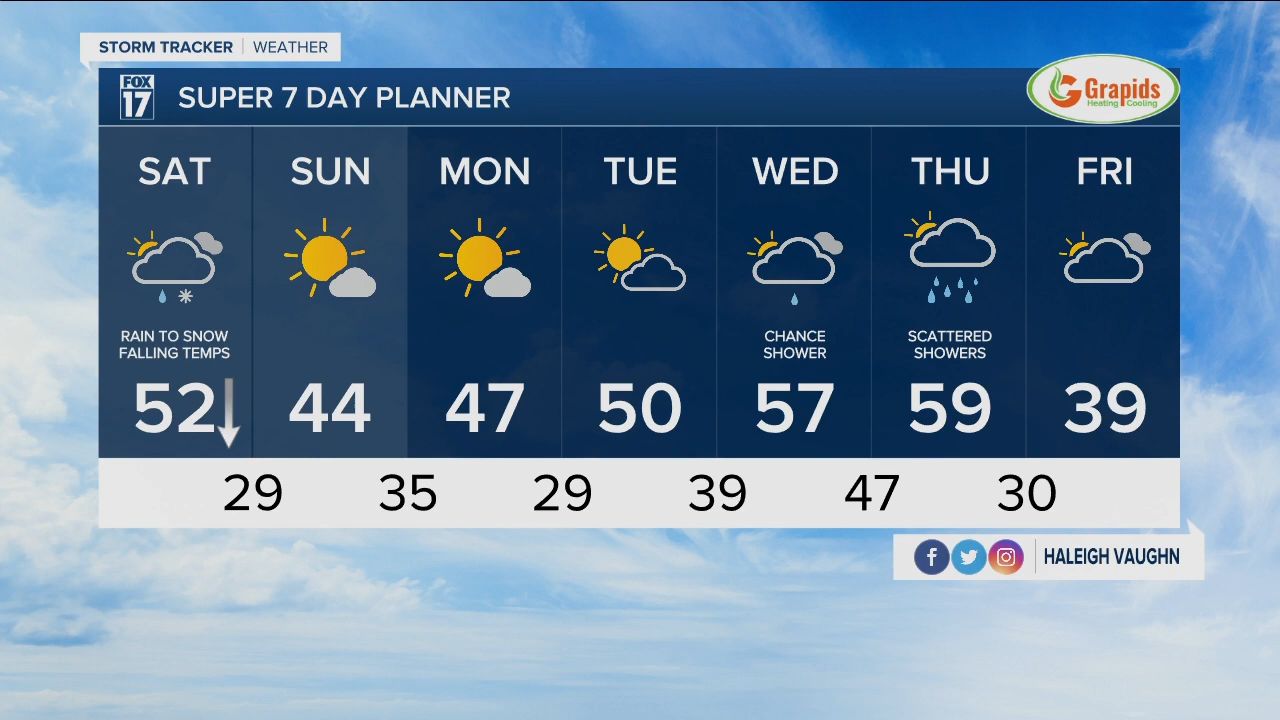 STORM TRACKER | WEATHER
FOX
17
SUPER 7 DAY PLANNER
Grapids
Heating Cooling
SAT SUN MON TUE WED THU FRI
RAIN TO SNOW
FALLING TEMPS
CHANCE
SHOWER
SCATTERED
SHOWERS
52 44 47 50 57 59 39
29 35 29 39 47 30
HALEIGH VAUGHN